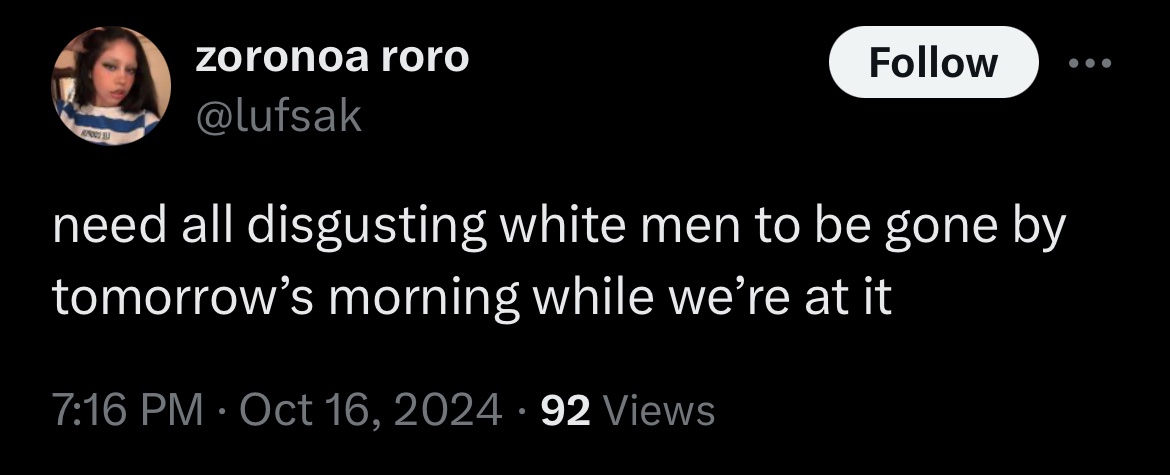 zoronoa roro
@lufsak
Follow
need all disgusting white men to be gone by
tomorrow’s morning while we’re at it
7:16 PM · Oct 16, 2024 · 92 Views